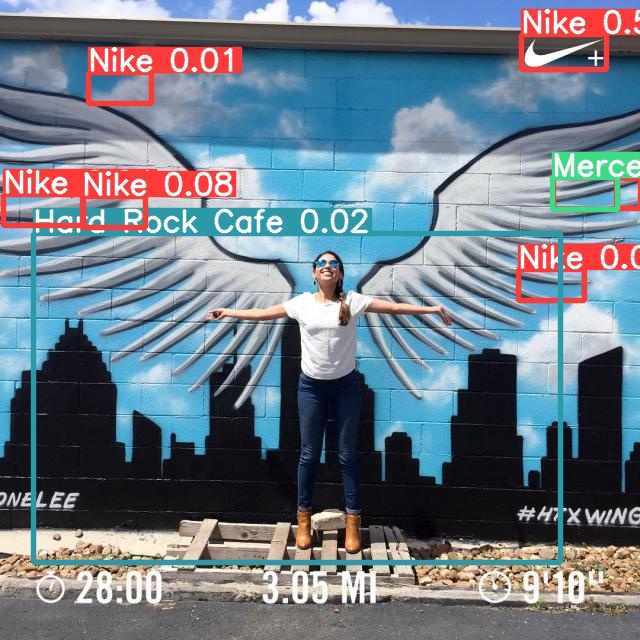 Nike 0.5
Nike 0.01
+
Merce
Nike Nike 0.08
Hard Rock Cafe 0.02
Nike 0.0
ONELEE
#HTXWING
28:00 3.05 MI 9'10"